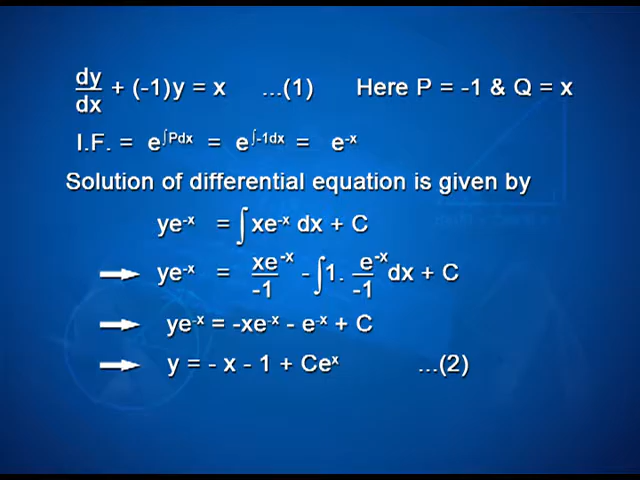 dy/dx + (-1)y = x ...(1) Here P = -1 & Q = x
I.F. = e^∫Pdx = e^∫-1dx = e^-x
Solution of differential equation is given by
ye^-x = ∫xe^-x dx + C
→ ye^-x = xe^-x/-1 - ∫1. e^-x/-1 dx + C
→ ye^-x = -xe^-x - e^-x + C
→ y = - x - 1 + Ce^x ...(2)